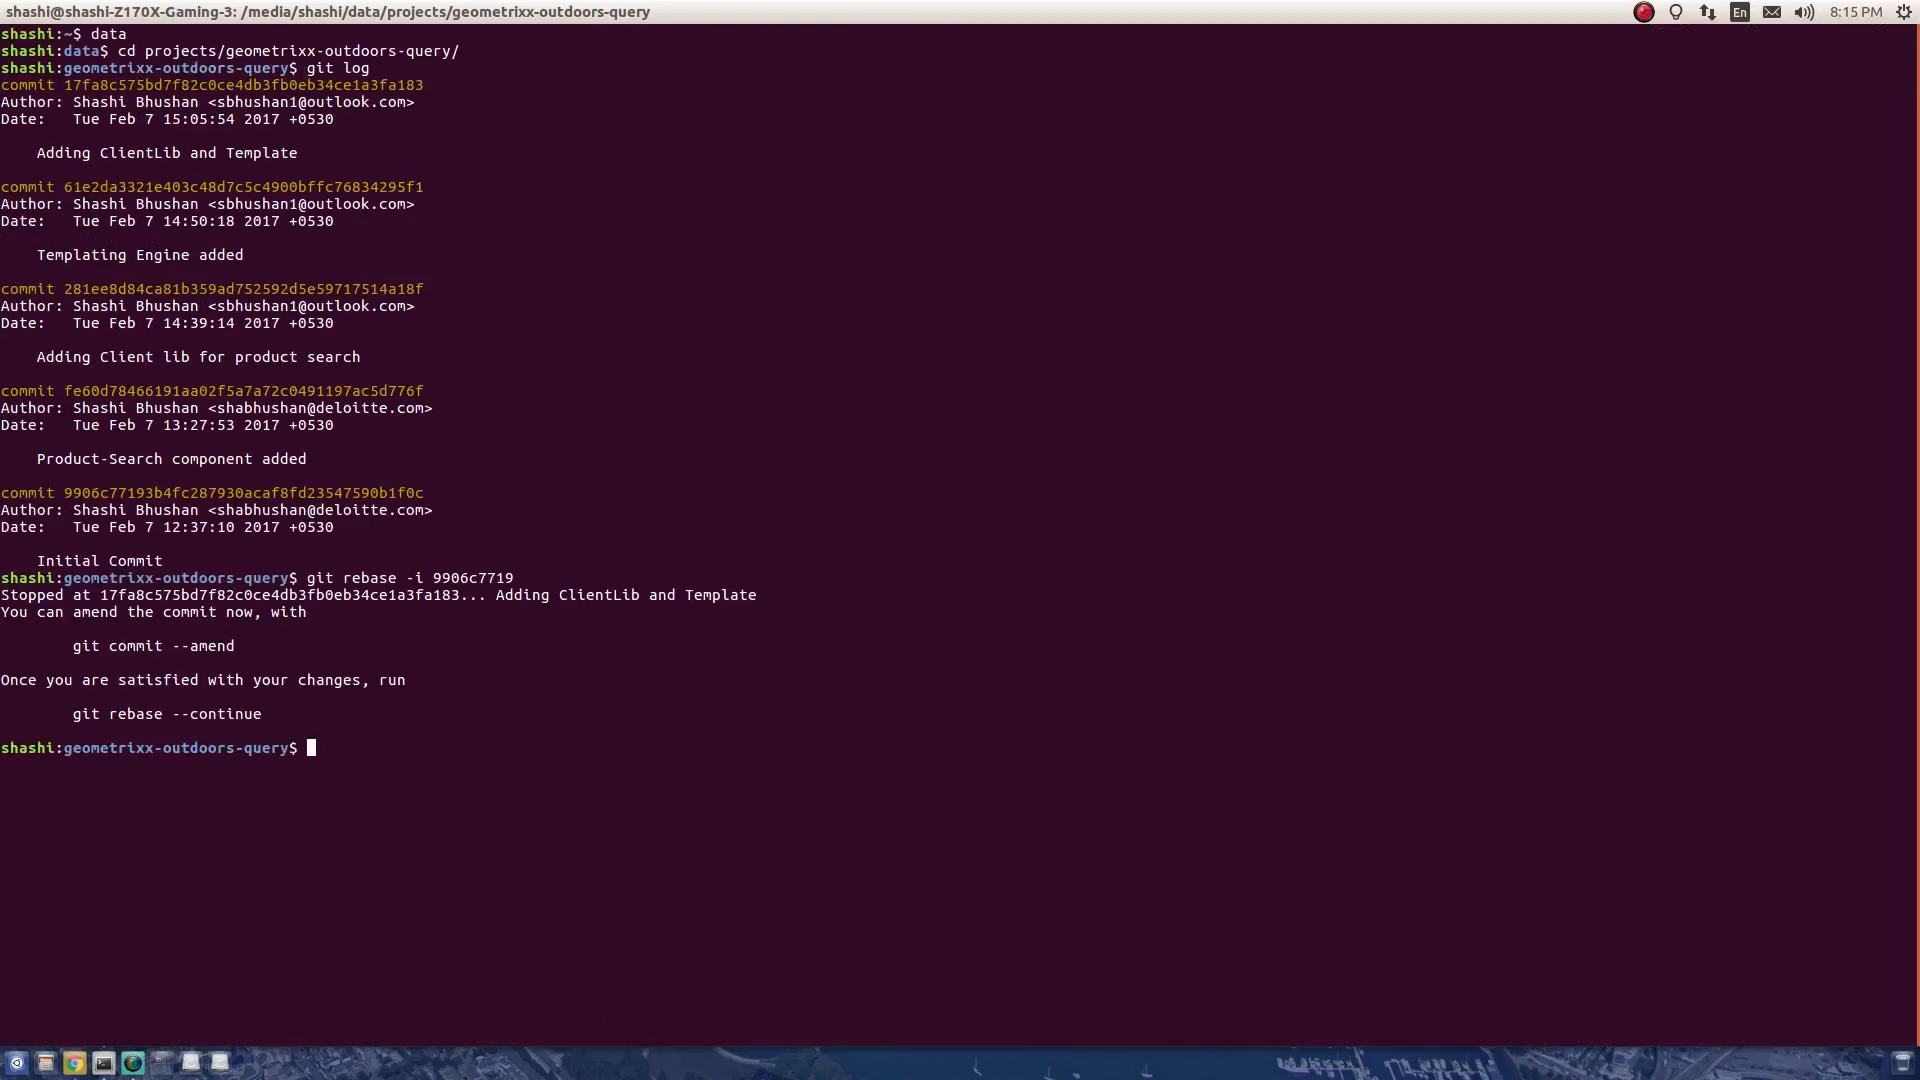 shashi@shashi-Z170X-Gaming-3: /media/shashi/data/projects/geometrixx-outdoors-query
En
8:15 PM
shashi:~$ data
shashi:data$ cd projects/geometrixx-outdoors-query/
shashi:geometrixx-outdoors-query$ git log
commit 17fa8c575bd7f82c0ce4db3fb0eb34ce1a3fa183
Author: Shashi Bhushan <sbhushan1@outlook.com>
Date:   Tue Feb 7 15:05:54 2017 +0530
Adding ClientLib and Template
commit 61e2da3321e403c48d7c5c4900bffc76834295f1
Author: Shashi Bhushan <sbhushan1@outlook.com>
Date:   Tue Feb 7 14:50:18 2017 +0530
Templating Engine added
commit 281ee8d84ca81b359ad752592d5e59717514a18f
Author: Shashi Bhushan <sbhushan1@outlook.com>
Date:   Tue Feb 7 14:39:14 2017 +0530
Adding Client lib for product search
commit fe60d78466191aa02f5a7a72c0491197ac5d776f
Author: Shashi Bhushan <shabhushan@deloitte.com>
Date:   Tue Feb 7 13:27:53 2017 +0530
Product-Search component added
commit 9906c77193b4fc287930acaf8fd23547590b1f0c
Author: Shashi Bhushan <shabhushan@deloitte.com>
Date:   Tue Feb 7 12:37:10 2017 +0530
Initial Commit
shashi:geometrixx-outdoors-query$ git rebase -i 9906c7719
Stopped at 17fa8c575bd7f82c0ce4db3fb0eb34ce1a3fa183... Adding ClientLib and Template
You can amend the commit now, with
git commit --amend
Once you are satisfied with your changes, run
git rebase --continue
shashi:geometrixx-outdoors-query$